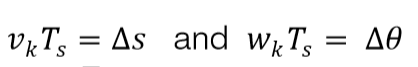 v_k T_s = Δs and w_k T_s = Δθ